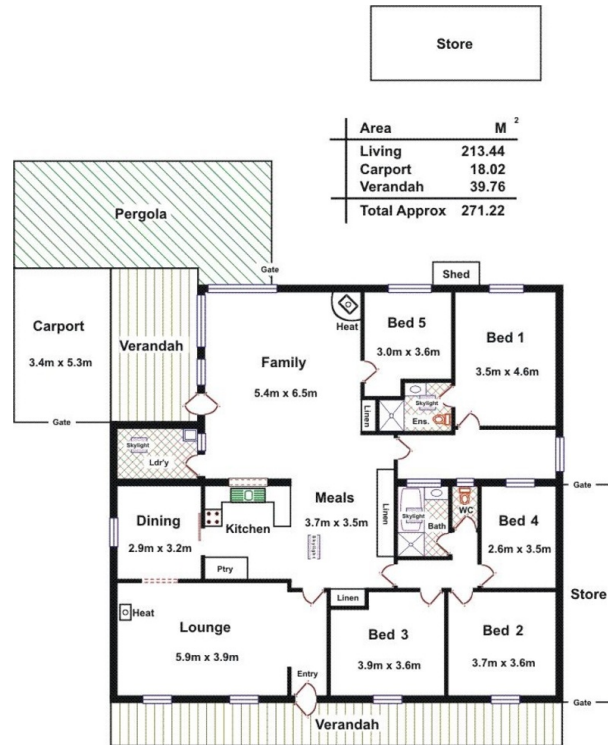 Store
Area M 2
Living 213.44
Carport 18.02
Verandah 39.76
Total Approx 271.22
Pergola
Gate
Shed
Carport
3.4m x 5.3m
Verandah
Heat
Bed 5
3.0m x 3.6m
Bed 1
3.5m x 4.6m
Family
5.4m x 6.5m
Linen
Skylight
Ens.
Gate
Skylight
Ldr'y
Gate
Meals
3.7m x 3.5m
Linen
Skylight
Bath
WC
Bed 4
2.6m x 3.5m
Dining
2.9m x 3.2m
Kitchen
Skylight
Ptry
Store
Heat
Linen
Lounge
5.9m x 3.9m
Bed 3
3.9m x 3.6m
Bed 2
3.7m x 3.6m
Entry
Gate
Verandah